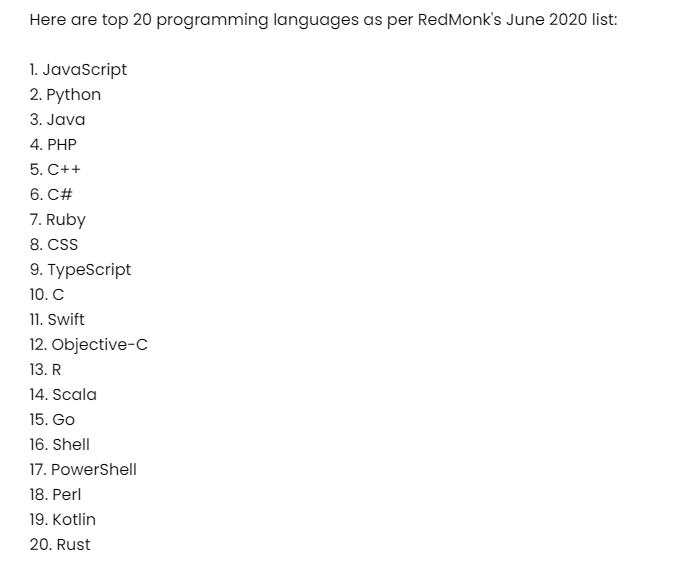 Here are top 20 programming languages as per RedMonk's June 2020 list:
1. JavaScript
2. Python
3. Java
4. PHP
5. C++
6. C#
7. Ruby
8. CSS
9. TypeScript
10. C
11. Swift
12. Objective-C
13. R
14. Scala
15. Go
16. Shell
17. PowerShell
18. Perl
19. Kotlin
20. Rust